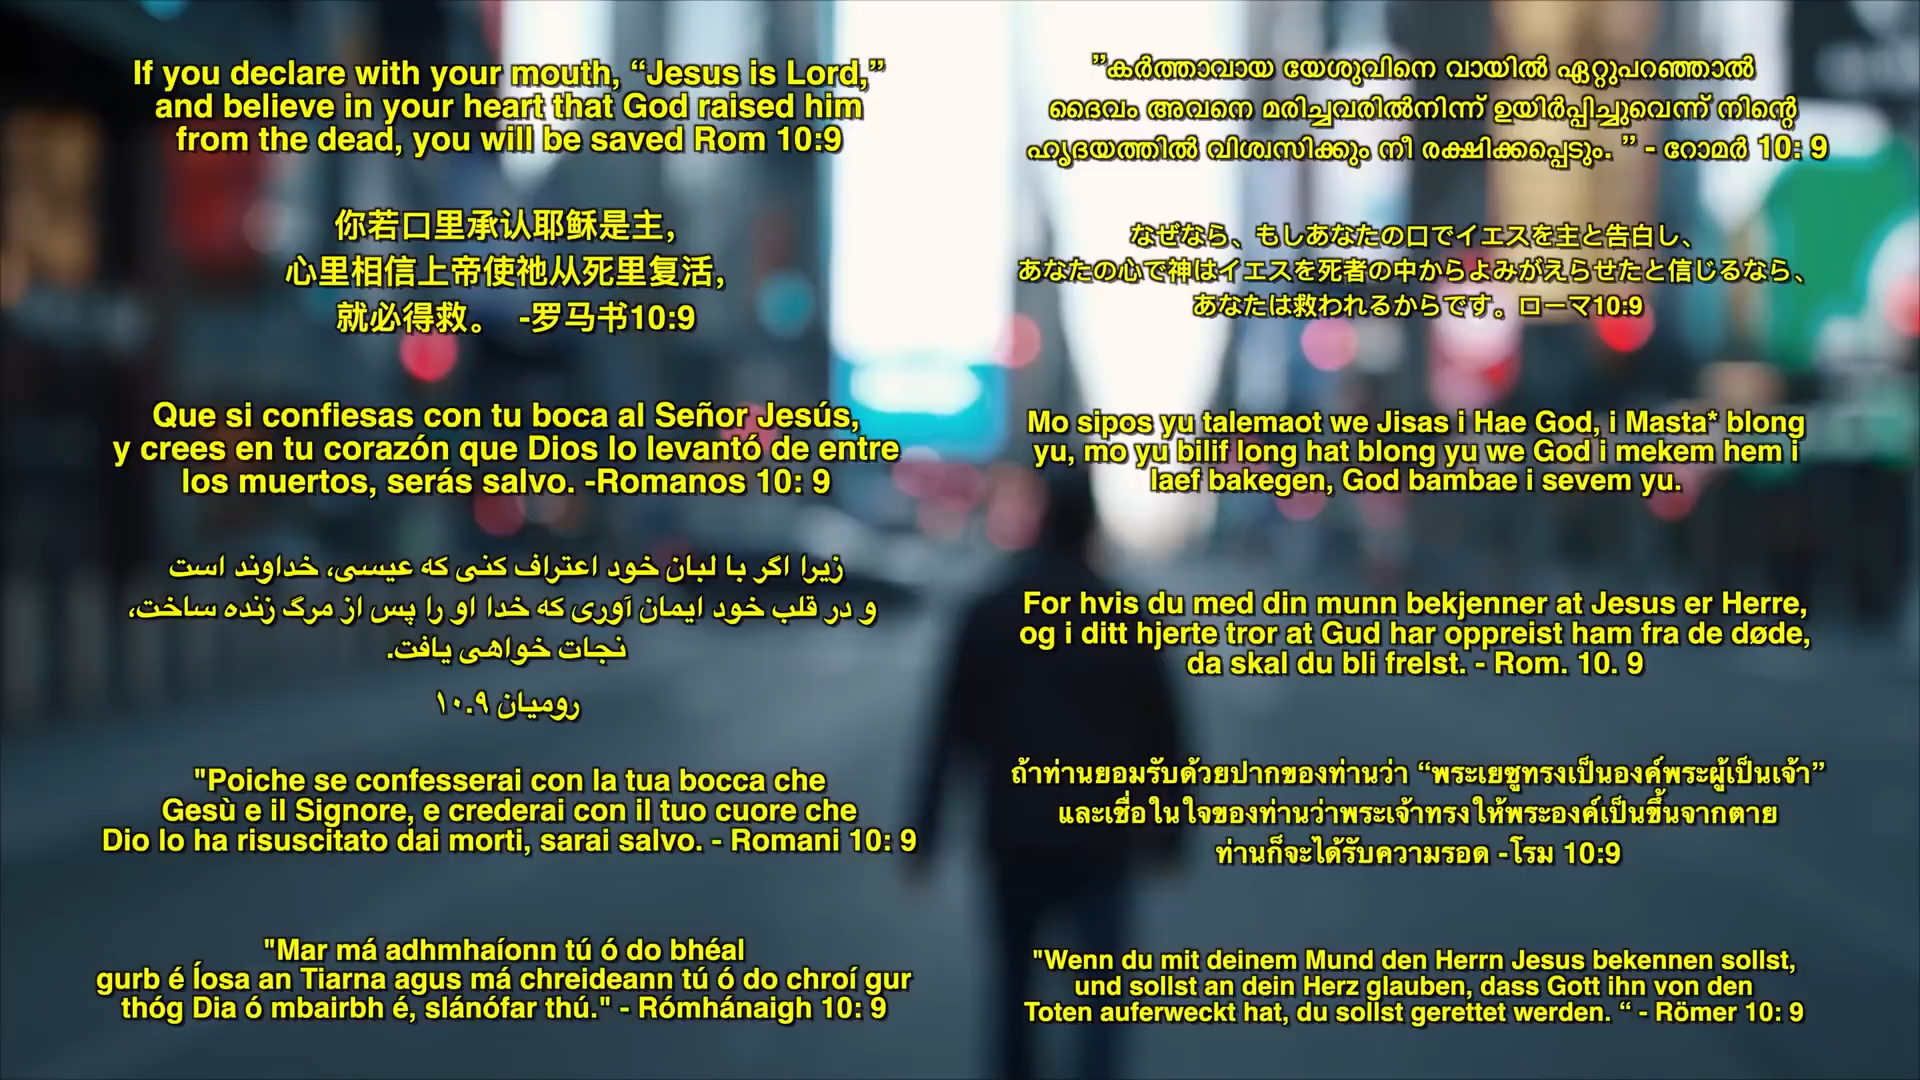 If you declare with your mouth, “Jesus is Lord,”
and believe in your heart that God raised him
from the dead, you will be saved Rom 10:9
你若口里承认耶稣是主，
心里相信上帝使祂从死里复活，
就必得救。 -罗马书10:9
Que si confiesas con tu boca al Señor Jesús,
y crees en tu corazón que Dios lo levantó de entre
los muertos, serás salvo. -Romanos 10: 9
زیرا اگر با لبان خود اعتراف کنی که عیسی، خداوند است
و در قلب خود ایمان آوری که خدا او را پس از مرگ زنده ساخت،
نجات خواهی یافت.
رومیان ۱۰.۹
"Poiche se confesserai con la tua bocca che
Gesù e il Signore, e crederai con il tuo cuore che
Dio lo ha risuscitato dai morti, sarai salvo. - Romani 10: 9
"Mar má adhmhaíonn tú ó do bhéal
gurb é Íosa an Tiarna agus má chreideann tú ó do chroí gur
thóg Dia ó mbairbh é, slánófar thú." - Rómhánaigh 10: 9
”കർത്താവായ യേശുവിനെ വായിൽ ഏറ്റുപറഞ്ഞാൽ
ദൈവം അവനെ മരിച്ചവരിൽനിന്ന് ഉയിർപ്പിച്ചുവെന്ന് നിന്റെ
ഹൃദയത്തിൽ വിശ്വസിക്കും നീ രക്ഷിക്കപ്പെടും. ” - റോമർ 10: 9
なぜなら、もしあなたの口でイエスを主と告白し、
あなたの心で神はイエスを死者の中からよみがえらせたと信じるなら、
あなたは救われるからです。ローマ10:9
Mo sipos yu talemaot we Jisas i Hae God, i Masta* blong
yu, mo yu bilif long hat blong yu we God i mekem hem i
laef bakegen, God bambae i sevem yu.
For hvis du med din munn bekjenner at Jesus er Herre,
og i ditt hjerte tror at Gud har oppreist ham fra de døde,
da skal du bli frelst. - Rom. 10. 9
ถ้าท่านยอมรับด้วยปากของท่านว่า “พระเยซูทรงเป็นองค์พระผู้เป็นเจ้า”
และเชื่อในใจของท่านว่าพระเจ้าทรงให้พระองค์เป็นขึ้นจากตาย
ท่านก็จะได้รับความรอด -โรม 10:9
"Wenn du mit deinem Mund den Herrn Jesus bekennen sollst,
und sollst an dein Herz glauben, dass Gott ihn von den
Toten auferweckt hat, du sollst gerettet werden. “ - Römer 10: 9